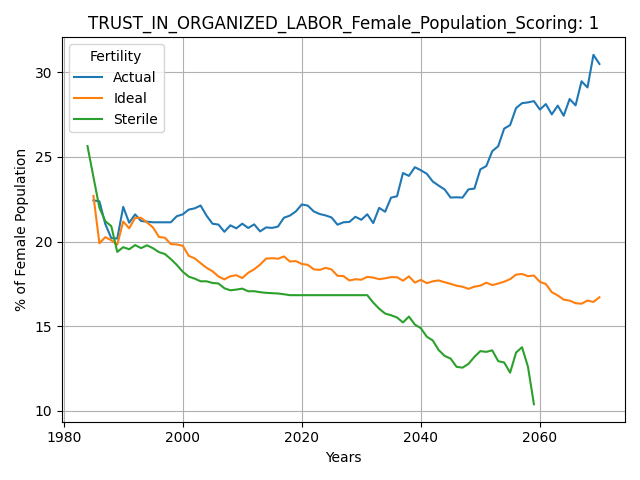 TRUST_IN_ORGANIZED_LABOR_Female_Population_Scoring: 1
Fertility
Actual
Ideal
Sterile
% of Female Population
30
25
20
15
10
1980
2000
2020
2040
2060
Years